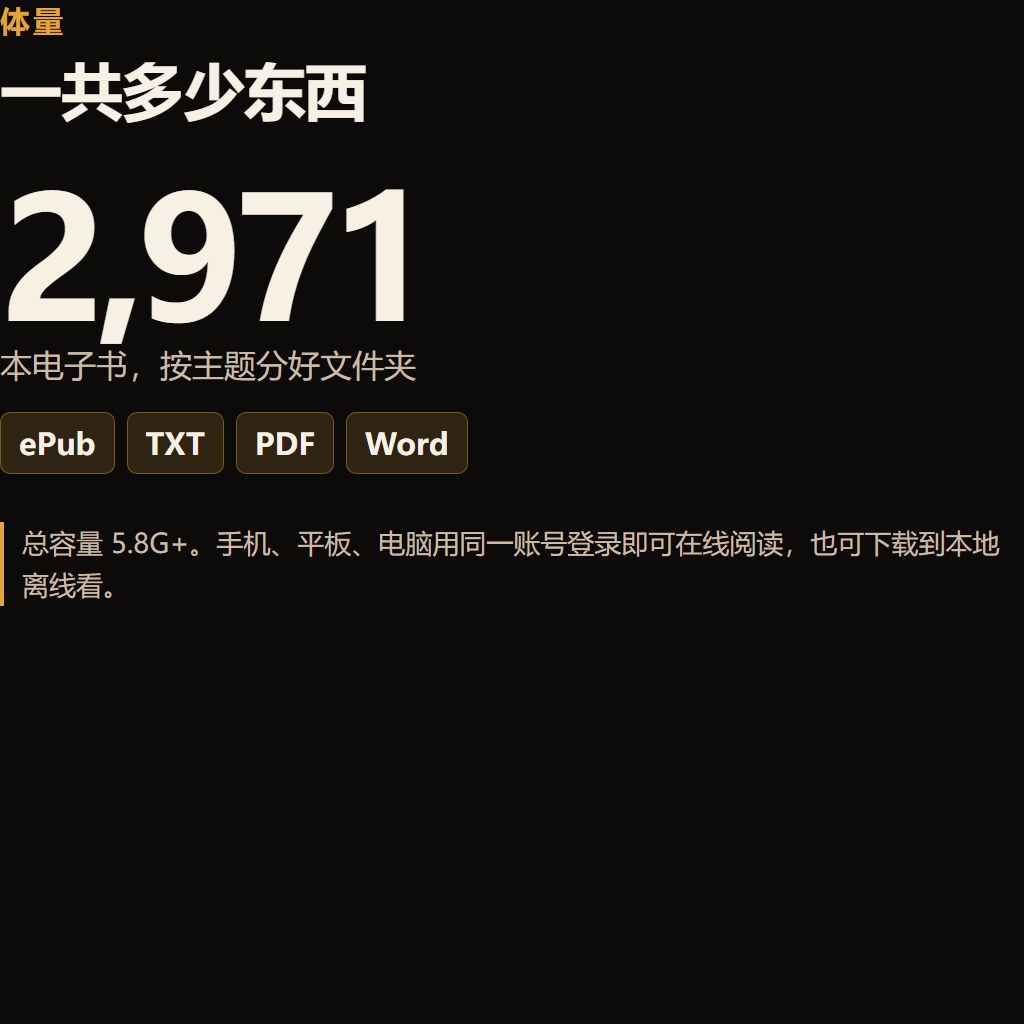 体量
一共多少东西
2,971
本电子书，按主题分好文件夹
ePub TXT PDF Word
总容量 5.8G+。手机、平板、电脑用同一账号登录即可在线阅读，也可下载到本地
离线看。